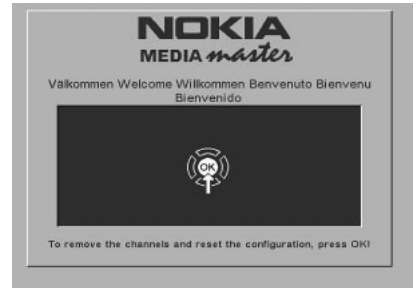 NOKIA
MEDIA master
Välkommen Welcome Willkommen Benvenuto Bienvenu
Bienvenido
OK
To remove the channels and reset the configuration, press OK!